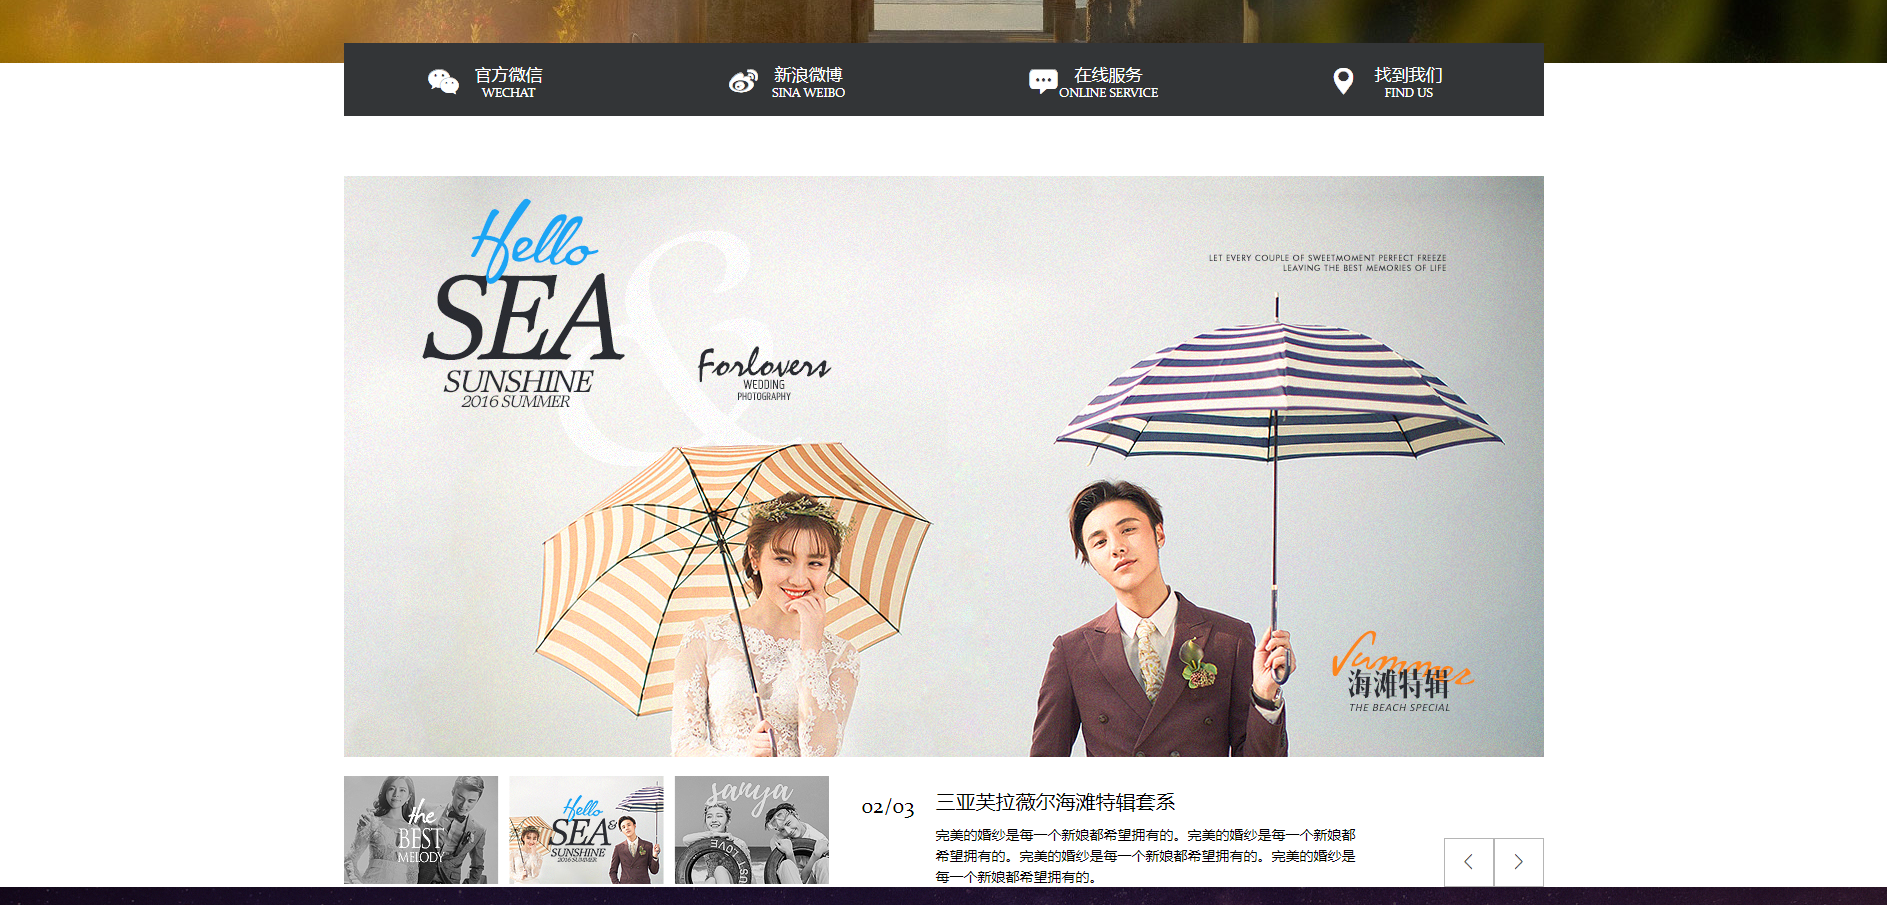 官方微信
WECHAT
新浪微博
SINA WEIBO
在线服务
ONLINE SERVICE
找到我们
FIND US
Hello
SEA
SUNSHINE
2016 SUMMER
&
Forlovers
WEDDING
PHOTOGRAPHY
LET EVERY COUPLE OF SWEETMOMENT PERFECT FREEZE
LEAVING THE BEST MEMORIES OF LIFE
Summer
海滩特辑
THE BEACH SPECIAL
the
BEST
MELODY
Hello
SEA &
SUNSHINE
2016 SUMMER
sanya
02/03
三亚芙拉薇尔海滩特辑套系
完美的婚纱是每一个新娘都希望拥有的。完美的婚纱是每一个新娘都
希望拥有的。完美的婚纱是每一个新娘都希望拥有的。完美的婚纱是
每一个新娘都希望拥有的。